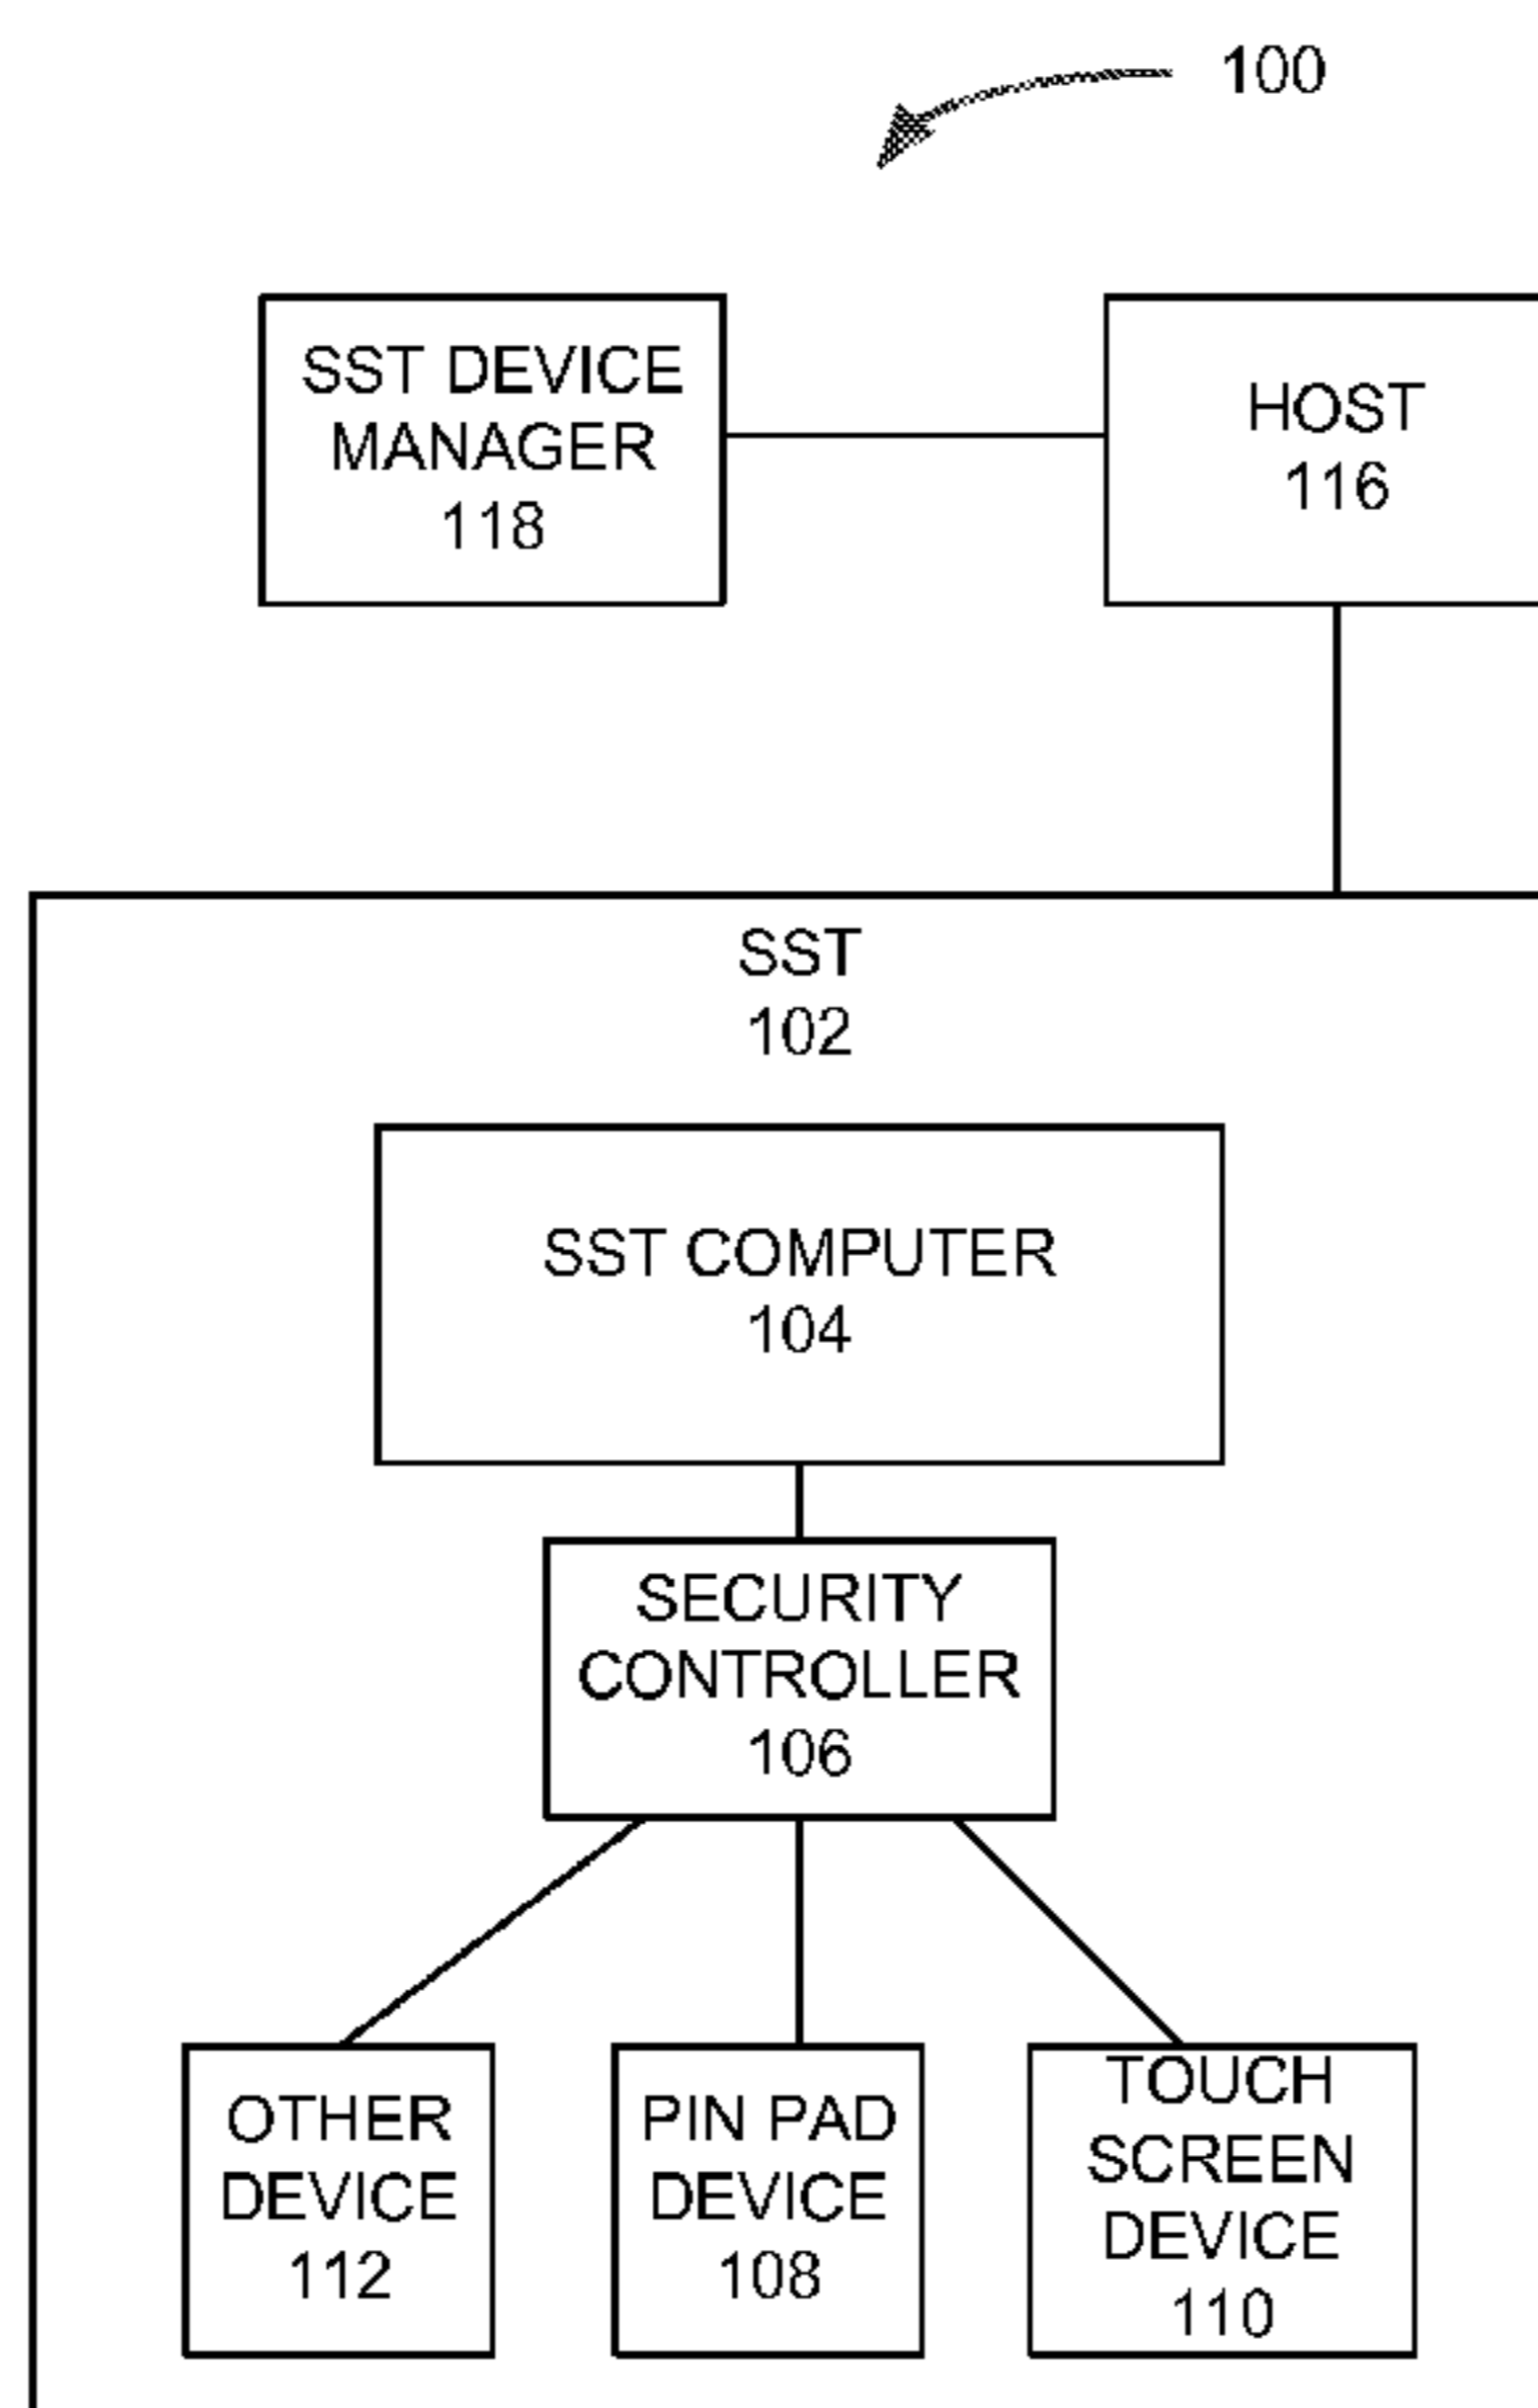 100
SST DEVICE
MANAGER
118
HOST
116
SST
102
SST COMPUTER
104
SECURITY
CONTROLLER
106
OTHER
DEVICE
112
PIN PAD
DEVICE
108
TOUCH
SCREEN
DEVICE
110